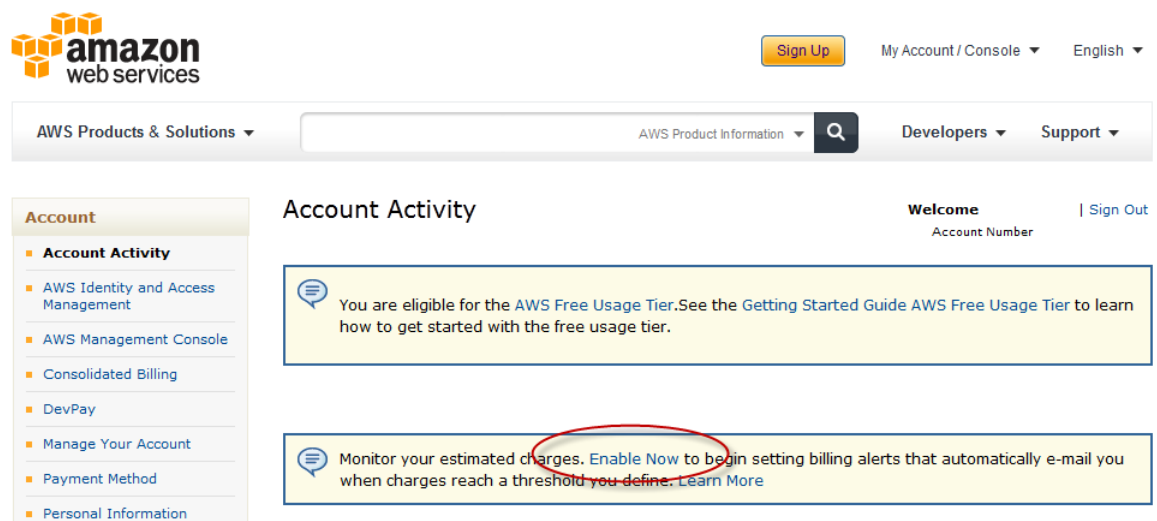 amazon
web services
Sign Up
My Account / Console
English
AWS Products & Solutions
AWS Product Information
Developers
Support
Account
Account Activity
AWS Identity and Access
Management
AWS Management Console
Consolidated Billing
DevPay
Manage Your Account
Payment Method
Personal Information
Account Activity
Welcome
| Sign Out
Account Number
You are eligible for the AWS Free Usage Tier.See the Getting Started Guide AWS Free Usage Tier to learn
how to get started with the free usage tier.
Monitor your estimated charges. Enable Now to begin setting billing alerts that automatically e-mail you
when charges reach a threshold you define. Learn More